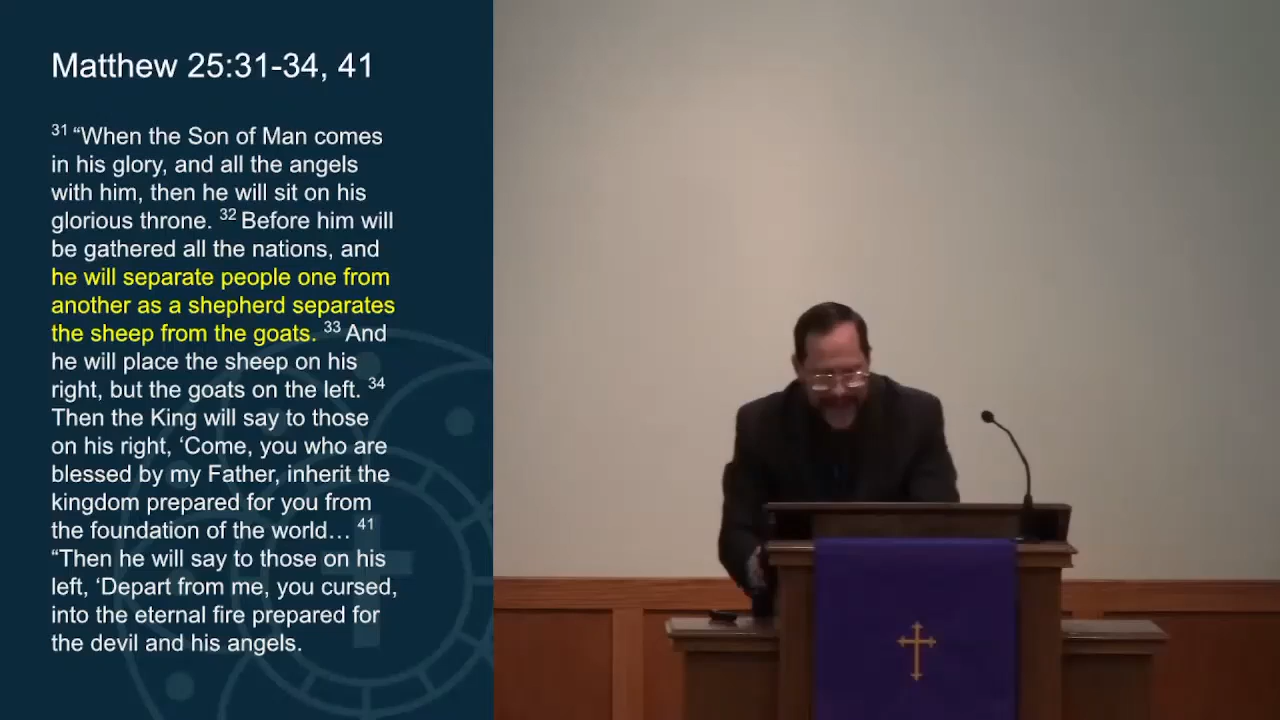 Matthew 25:31-34, 41
31 “When the Son of Man comes
in his glory, and all the angels
with him, then he will sit on his
glorious throne. 32 Before him will
be gathered all the nations, and
he will separate people one from
another as a shepherd separates
the sheep from the goats. 33 And
he will place the sheep on his
right, but the goats on the left. 34
Then the King will say to those
on his right, ‘Come, you who are
blessed by my Father, inherit the
kingdom prepared for you from
the foundation of the world… 41
“Then he will say to those on his
left, ‘Depart from me, you cursed,
into the eternal fire prepared for
the devil and his angels.